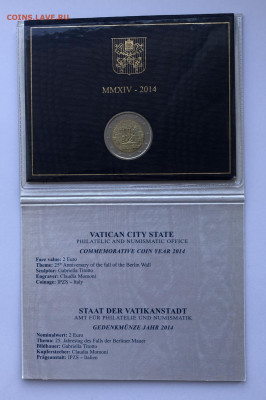 COINS.LAVE.RU
MMXIV - 2014
VATICAN CITY STATE
PHILATELIC AND NUMISMATIC OFFICE
COMMEMORATIVE COIN YEAR 2014
Face value: 2 Euro
Theme: 25th Anniversary of the fall of the Berlin Wall
Sculptor: Gabriella Titotto
Engraver: Claudia Momoni
Coinage: IPZS - Italy
STAAT DER VATIKANSTADT
AMT FÜR PHILATELIE UND NUMISMATIK
GEDENKMÜNZE JAHR 2014
Nominalwert: 2 Euro
Thema: 25. Jahrestag des Falles der Berliner Mauer
Bildhauer: Gabriella Titotto
Kupferstecher: Claudia Momoni
Prägeanstalt: IPZS - Italien